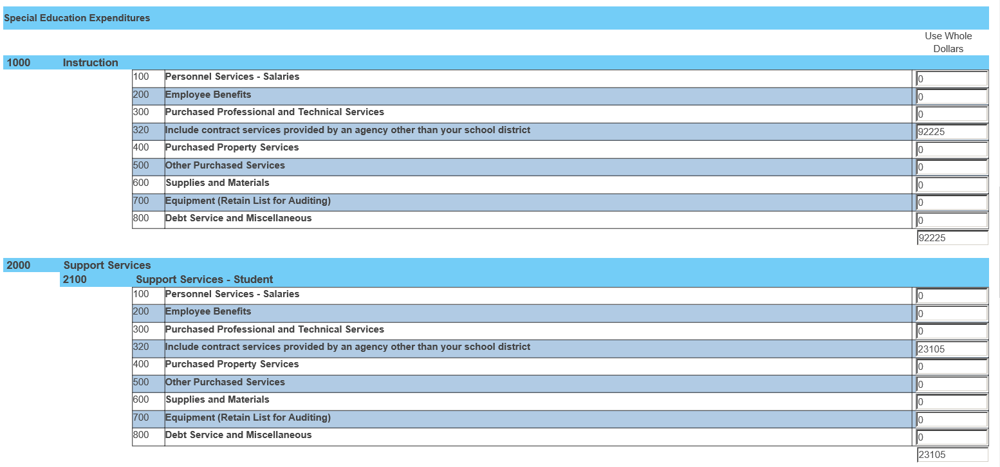 Special Education Expenditures
Use Whole
Dollars
1000 Instruction
100 Personnel Services - Salaries 0
200 Employee Benefits 0
300 Purchased Professional and Technical Services 0
320 Include contract services provided by an agency other than your school district 92225
400 Purchased Property Services 0
500 Other Purchased Services 0
600 Supplies and Materials 0
700 Equipment (Retain List for Auditing) 0
800 Debt Service and Miscellaneous 0
92225
2000 Support Services
2100 Support Services - Student
100 Personnel Services - Salaries 0
200 Employee Benefits 0
300 Purchased Professional and Technical Services 0
320 Include contract services provided by an agency other than your school district 23105
400 Purchased Property Services 0
500 Other Purchased Services 0
600 Supplies and Materials 0
700 Equipment (Retain List for Auditing) 0
800 Debt Service and Miscellaneous 0
23105